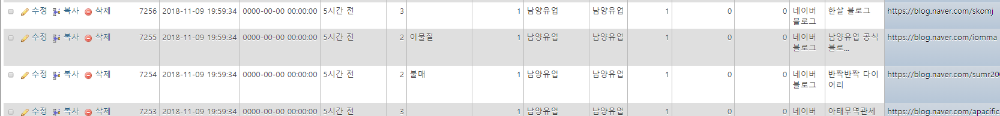 수정 복사 삭제 7256 2018-11-09 19:59:34 0000-00-00 00:00:00 5시간 전 3 1 남양유업 남양유업 1 0 0 네이버 한살 블로그 https://blog.naver.com/skomj
블로그
수정 복사 삭제 7255 2018-11-09 19:59:34 0000-00-00 00:00:00 5시간 전 2 이물질 1 남양유업 남양유업 1 0 0 네이버 남양유업 공식 https://blog.naver.com/iomma
블로그 블로...
수정 복사 삭제 7254 2018-11-09 19:59:34 0000-00-00 00:00:00 5시간 전 2 불매 1 남양유업 남양유업 1 0 0 네이버 반짝반짝 다이 https://blog.naver.com/sumr20
블로그 어리
수정 복사 삭제 7253 2018-11-09 19:59:34 0000-00-00 00:00:00 5시간 전 3 1 남양유업 남양유업 1 0 0 네이버 아태무역관세 https://blog.naver.com/apacific